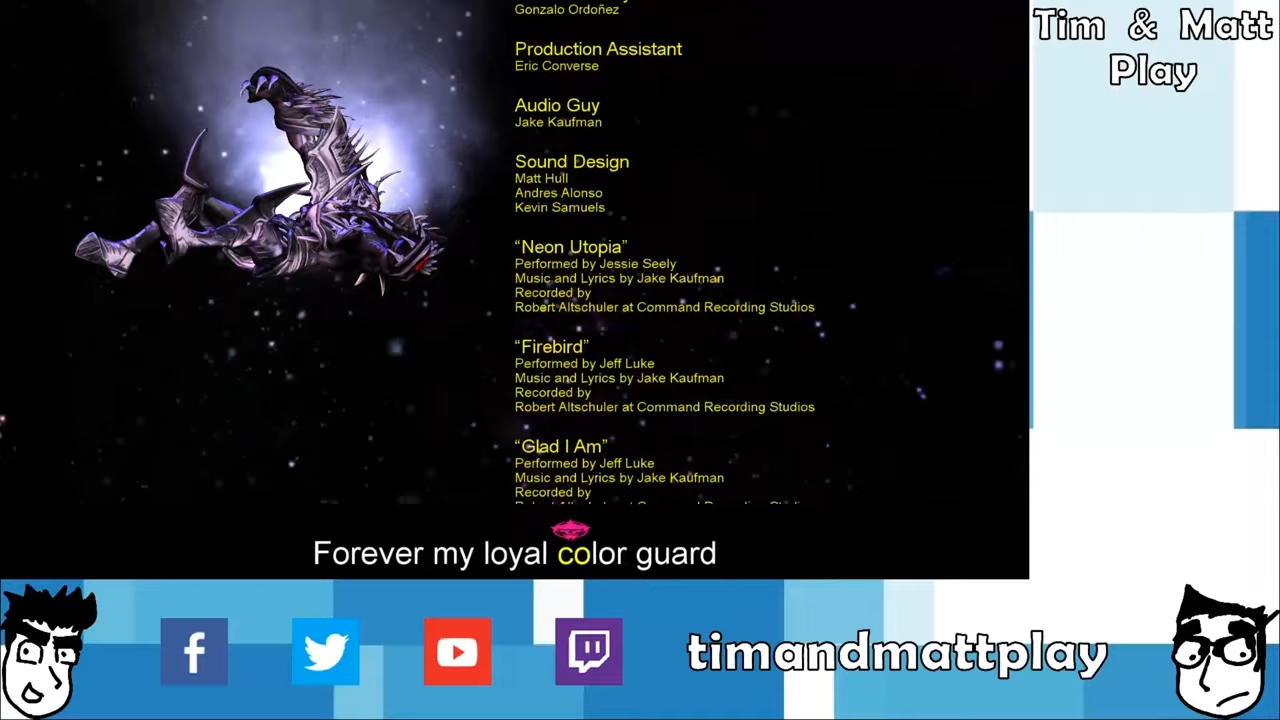 Gonzalo Ordoñez
Production Assistant
Eric Converse
Audio Guy
Jake Kaufman
Sound Design
Matt Hull
Andres Alonso
Kevin Samuels
“Neon Utopia”
Performed by Jessie Seely
Music and Lyrics by Jake Kaufman
Recorded by
Robert Altschuler at Command Recording Studios
“Firebird”
Performed by Jeff Luke
Music and Lyrics by Jake Kaufman
Recorded by
Robert Altschuler at Command Recording Studios
“Glad I Am”
Performed by Jeff Luke
Music and Lyrics by Jake Kaufman
Recorded by
Forever my loyal color guard
Tim & Matt
Play
timandmattplay